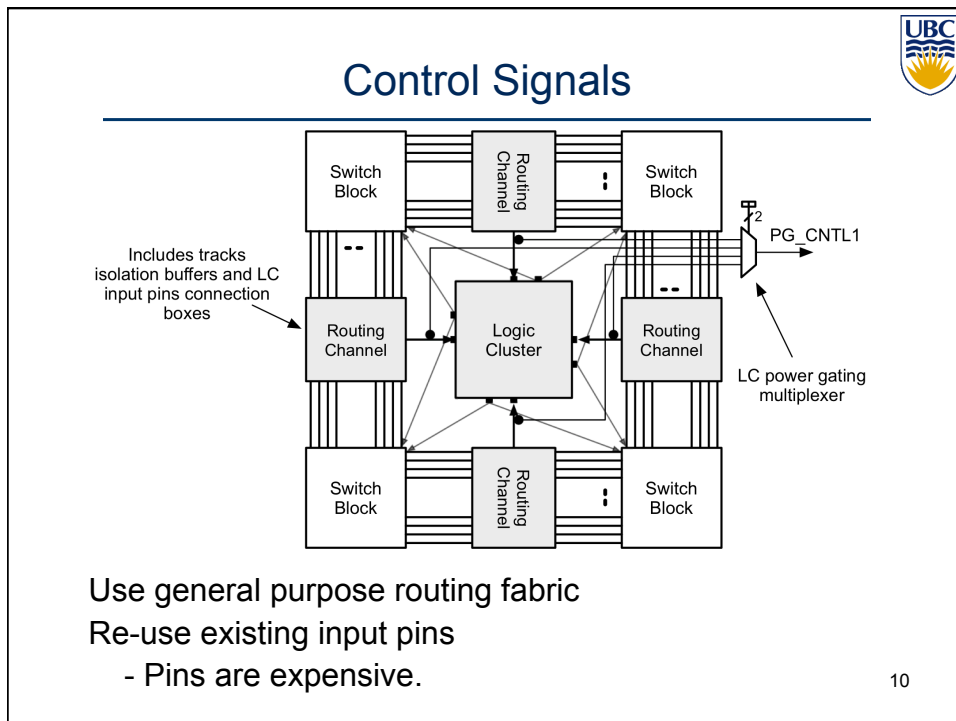 UBC
Control Signals
Switch
Block
Routing
Channel
Switch
Block
2
PG_CNTL1
Includes tracks
isolation buffers and LC
input pins connection
boxes
Routing
Channel
Logic
Cluster
Routing
Channel
LC power gating
multiplexer
Switch
Block
Routing
Channel
Switch
Block
Use general purpose routing fabric
Re-use existing input pins
- Pins are expensive.
10